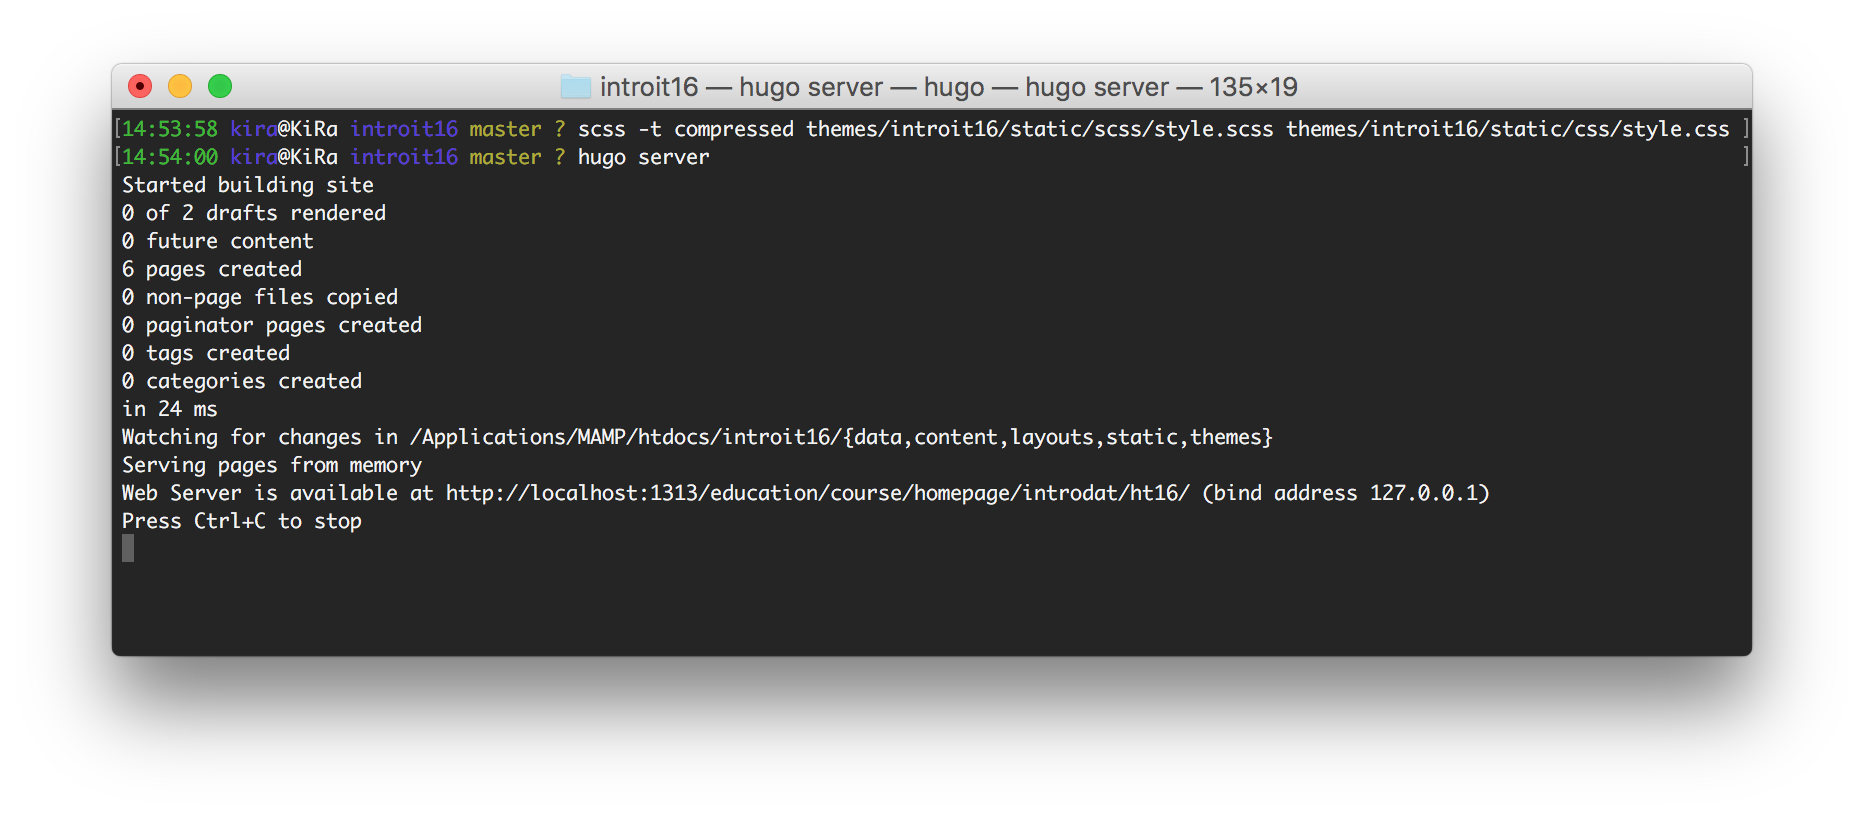 introit16 — hugo server — hugo — hugo server — 135×19
[14:53:58 kira@KiRa introit16 master ? scss -t compressed themes/introit16/static/scss/style.scss themes/introit16/static/css/style.css ]
[14:54:00 kira@KiRa introit16 master ? hugo server ]
Started building site
0 of 2 drafts rendered
0 future content
6 pages created
0 non-page files copied
0 paginator pages created
0 tags created
0 categories created
in 24 ms
Watching for changes in /Applications/MAMP/htdocs/introit16/{data,content,layouts,static,themes}
Serving pages from memory
Web Server is available at http://localhost:1313/education/course/homepage/introdat/ht16/ (bind address 127.0.0.1)
Press Ctrl+C to stop